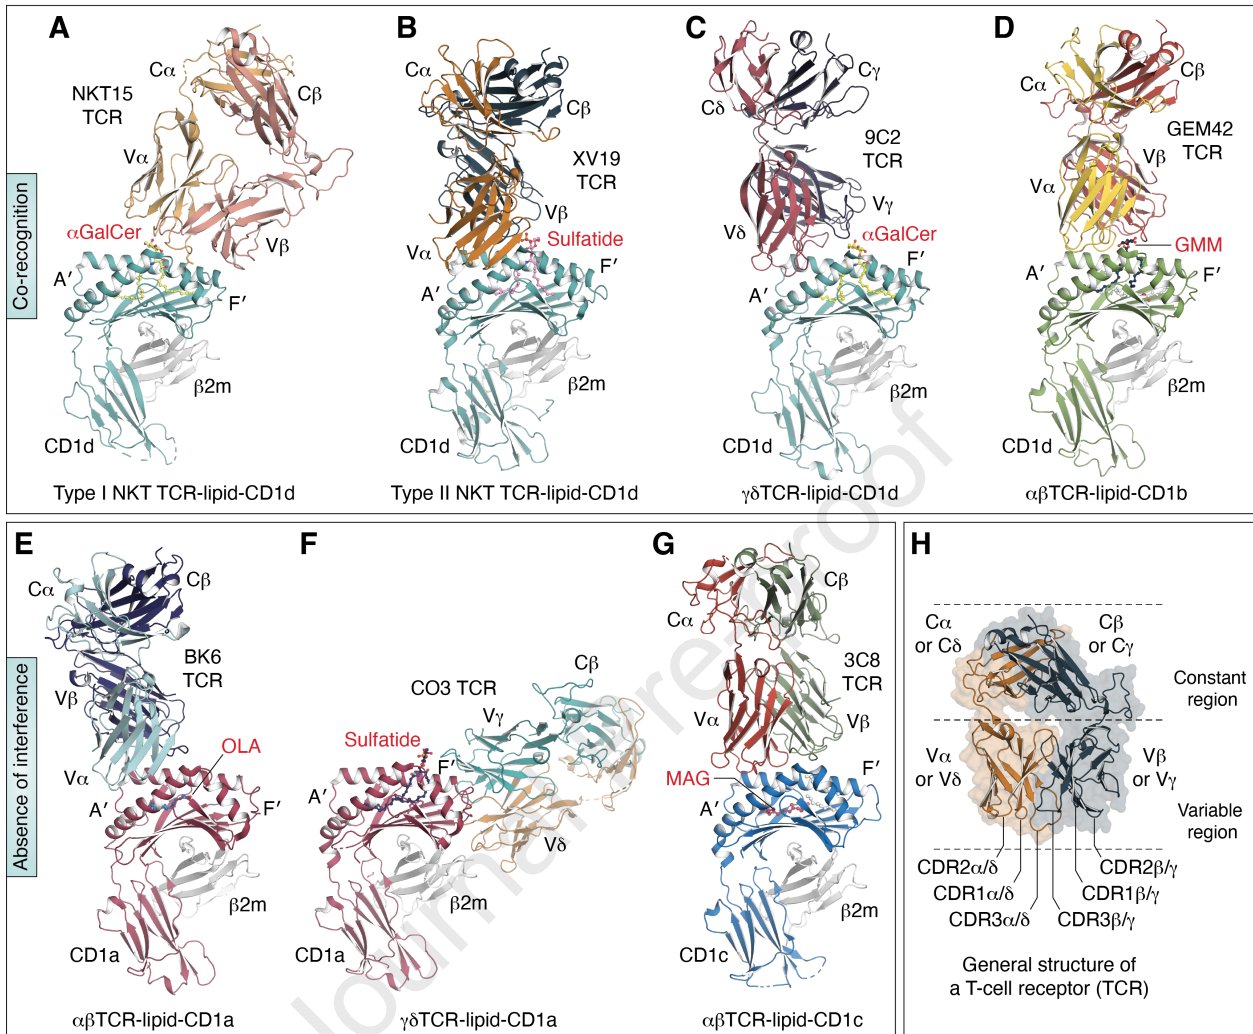 A
B
C
D
Cα
NKT15
TCR
Cβ
Vα
Vβ
αGalCer
A′
F′
β2m
CD1d
Type I NKT TCR-lipid-CD1d
Cα
Cβ
XV19
TCR
Vβ
Vα
Sulfatide
A′
F′
β2m
CD1d
Type II NKT TCR-lipid-CD1d
Cγ
Cδ
9C2
TCR
Vγ
Vδ
αGalCer
A′
F′
β2m
CD1d
γδTCR-lipid-CD1d
Cα
Cβ
GEM42
TCR
Vβ
Vα
GMM
A′
F′
β2m
CD1d
αβTCR-lipid-CD1b
Co-recognition
E
F
G
H
Cα
Cβ
BK6
TCR
Vβ
Vα
OLA
A′
F′
β2m
CD1a
αβTCR-lipid-CD1a
Cβ
CO3 TCR
Vγ
Sulfatide
F′
A′
Vδ
β2m
CD1a
γδTCR-lipid-CD1a
Cβ
Cα
3C8
TCR
Vα
Vβ
MAG
F′
A′
β2m
CD1c
αβTCR-lipid-CD1c
Absence of interference
Cα
or Cδ
Cβ
or Cγ
Constant
region
Vα
or Vδ
Vβ
or Vγ
Variable
region
CDR2α/δ
CDR2β/γ
CDR1α/δ
CDR1β/γ
CDR3α/δ
CDR3β/γ
General structure of
a T-cell receptor (TCR)
Journal Pre-proof